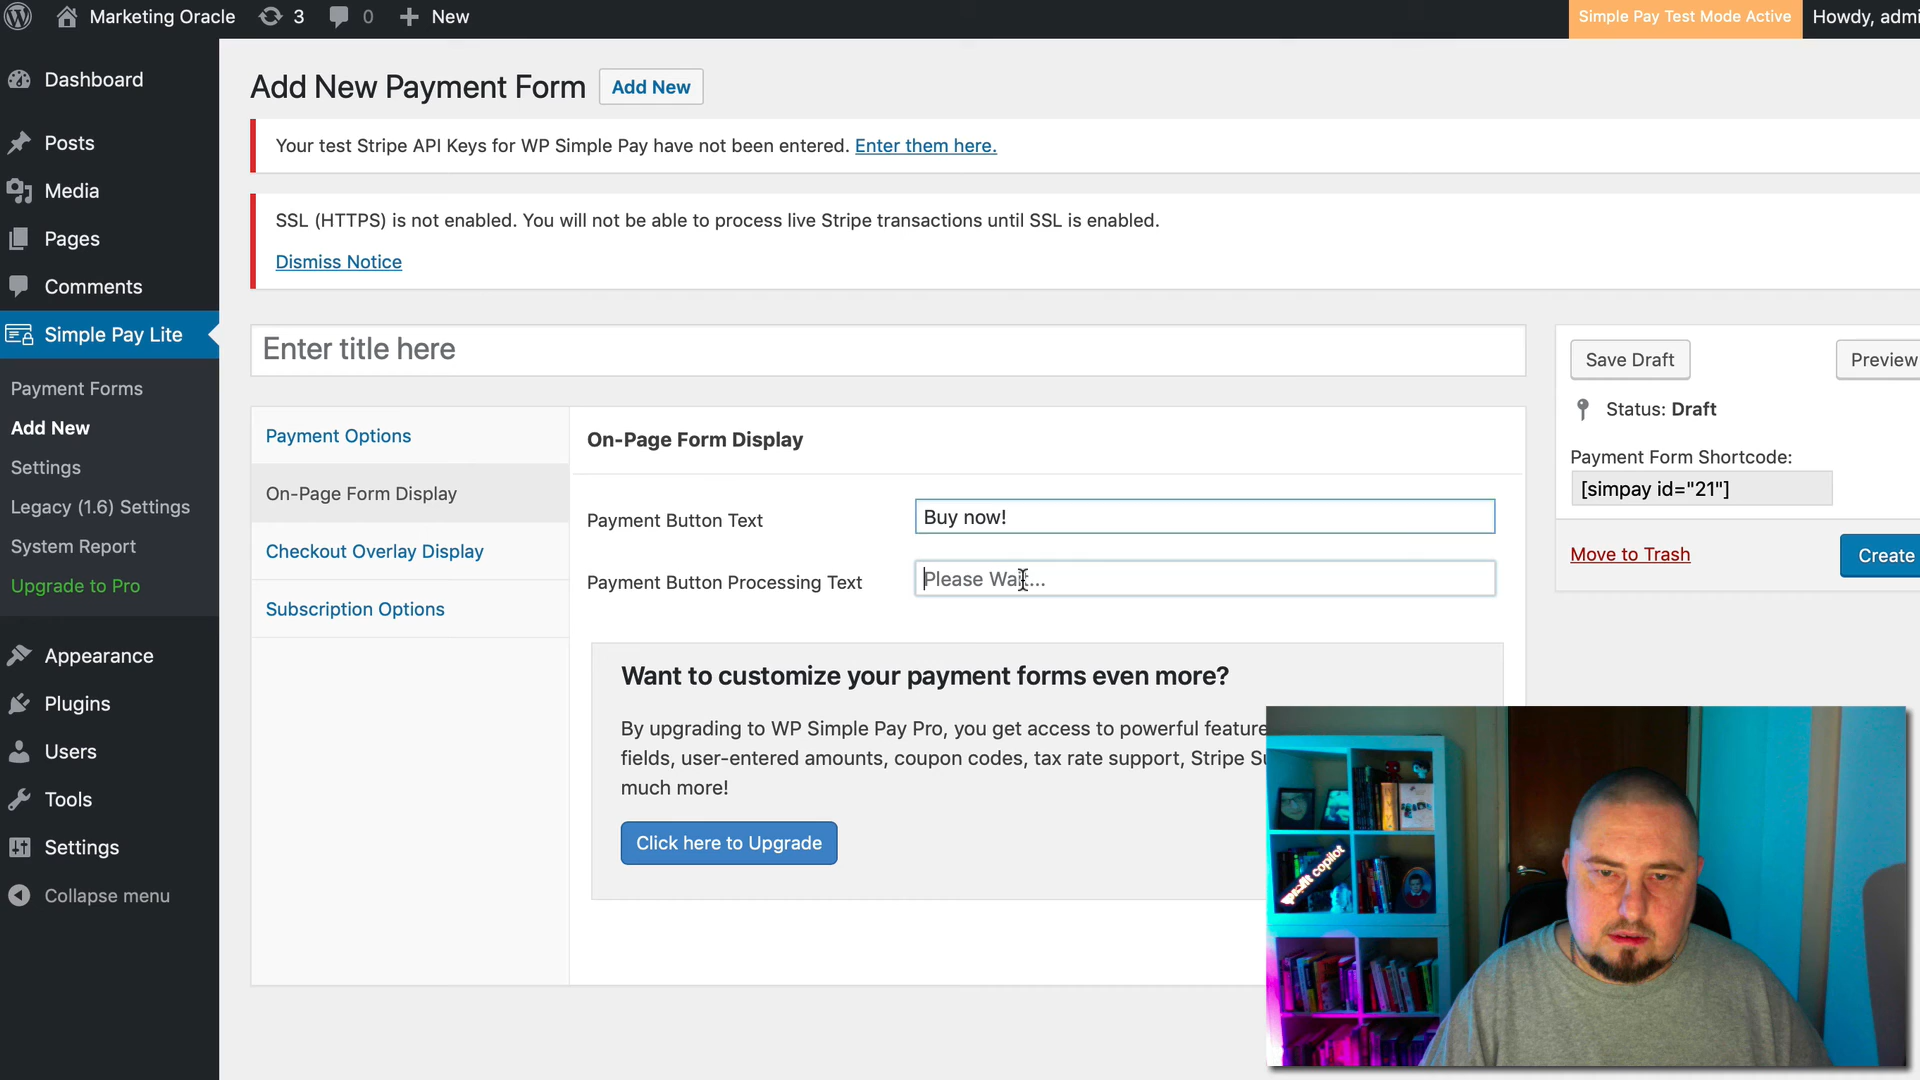 Marketing Oracle 3 0 New Simple Pay Test Mode Active Howdy, admi
Dashboard
Posts
Media
Pages
Comments
Simple Pay Lite
Payment Forms
Add New
Settings
Legacy (1.6) Settings
System Report
Upgrade to Pro
Appearance
Plugins
Users
Tools
Settings
Collapse menu
Add New Payment Form Add New
Your test Stripe API Keys for WP Simple Pay have not been entered. Enter them here.
SSL (HTTPS) is not enabled. You will not be able to process live Stripe transactions until SSL is enabled.
Dismiss Notice
Enter title here
Payment Options
On-Page Form Display
Checkout Overlay Display
Subscription Options
On-Page Form Display
Payment Button Text Buy now!
Payment Button Processing Text Please Wait...
Want to customize your payment forms even more?
By upgrading to WP Simple Pay Pro, you get access to powerful feature
fields, user-entered amounts, coupon codes, tax rate support, Stripe Su
much more!
Click here to Upgrade
Save Draft Preview
Status: Draft
Payment Form Shortcode:
[simpay id="21"]
Move to Trash Create
profit copilot